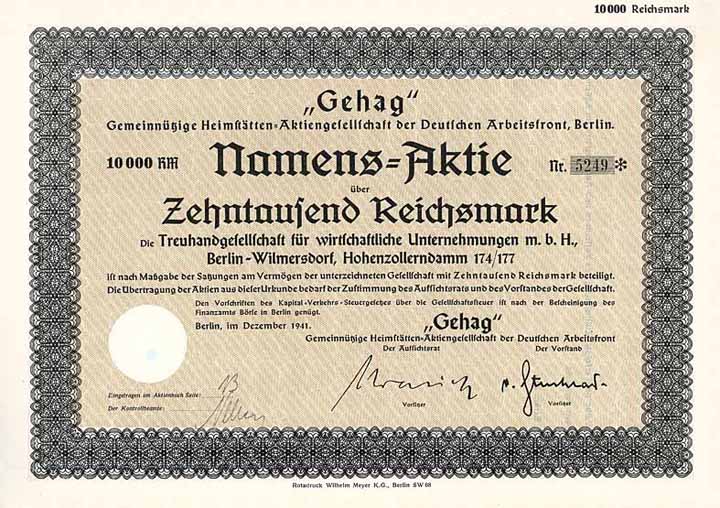 10000 Reichsmark
„Gehag“
Gemeinnützige Heimstätten=Aktiengesellschaft der Deutschen Arbeitsfront, Berlin.
10000 RM Namens=Aktie Nr. 5249 *
über
Zehntausend Reichsmark
Die Treuhandgesellschaft für wirtschaftliche Unternehmungen m. b. H.,
Berlin-Wilmersdorf, Hohenzollerndamm 174/177
ist nach Maßgabe der Satzungen am Vermögen der unterzeichneten Gesellschaft mit Zehntausend Reichsmark beteiligt.
Die Übertragung der Aktien aus dieser Urkunde bedarf der Zustimmung des Aufsichtsrats und des Vorstandes der Gesellschaft.
Den Vorschriften des Kapital-Verkehrs-Steuergesetzes über die Gesellschaftsteuer ist nach der Bescheinigung des
Finanzamts Börse in Berlin genügt.
Berlin, im Dezember 1941.
„Gehag“
Gemeinnützige Heimstätten-Aktiengesellschaft der Deutschen Arbeitsfront
Der Aufsichtsrat Der Vorstand
Eingetragen im Aktienbuch Seite: 13
Der Kontrollbeamte:
Vorsitzer Vorsitzer
Rotadruck Wilhelm Meyer K.G., Berlin SW 68